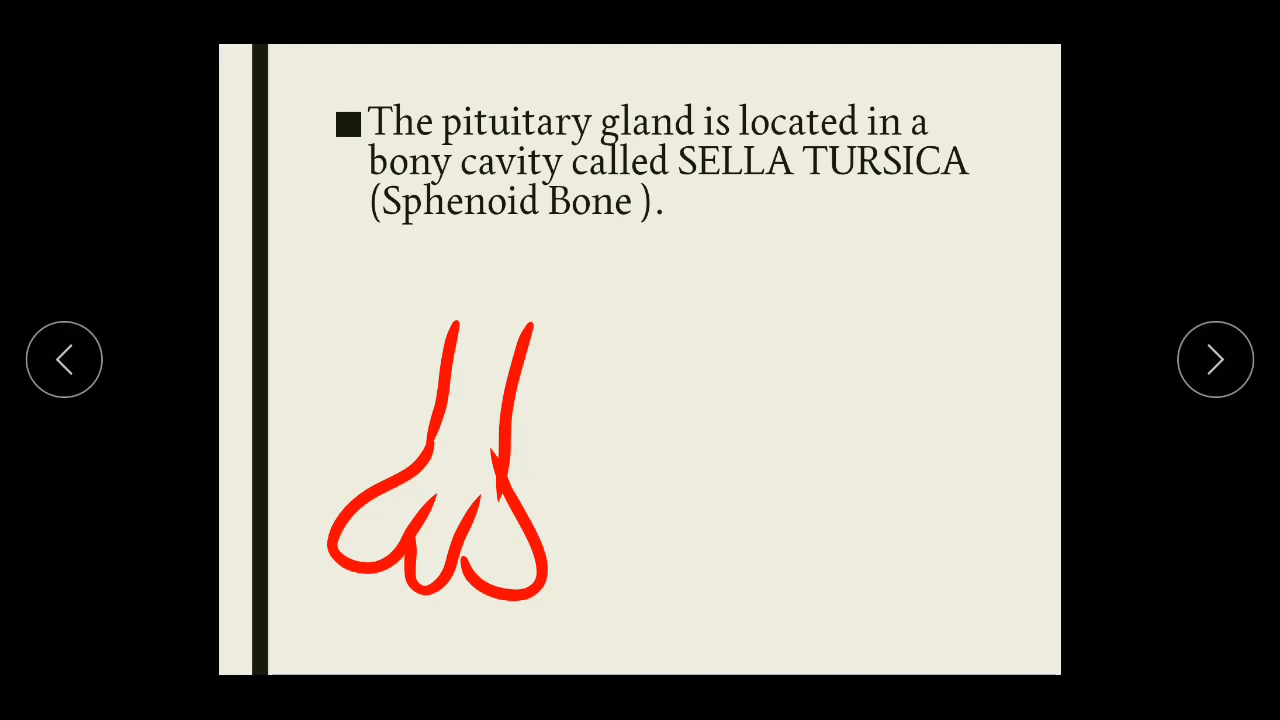 The pituitary gland is located in a
bony cavity called SELLA TURSICA
(Sphenoid Bone ).